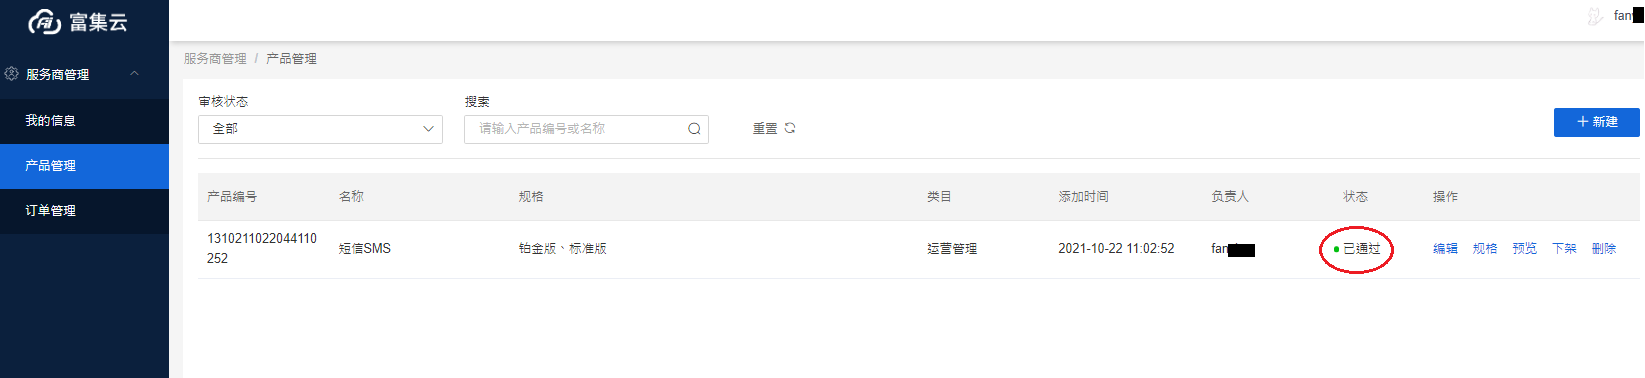 富集云
fan
服务商管理
我的信息
产品管理
订单管理
服务商管理 / 产品管理
审核状态
搜索
全部
请输入产品编号或名称
重置
新建
产品编号 名称 规格 类目 添加时间 负责人 状态 操作
1310211022044110
252
短信SMS 铂金版、标准版 运营管理 2021-10-22 11:02:52 fan 已通过 编辑 规格 预览 下架 删除